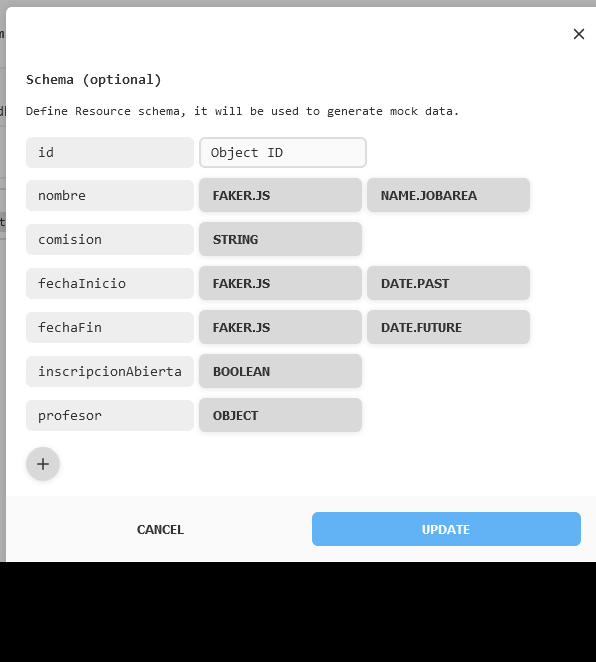 Schema (optional)
Define Resource schema, it will be used to generate mock data.
id Object ID
nombre FAKER.JS NAME.JOBAREA
comision STRING
fechaInicio FAKER.JS DATE.PAST
fechaFin FAKER.JS DATE.FUTURE
inscripcionAbierta BOOLEAN
profesor OBJECT
CANCEL UPDATE